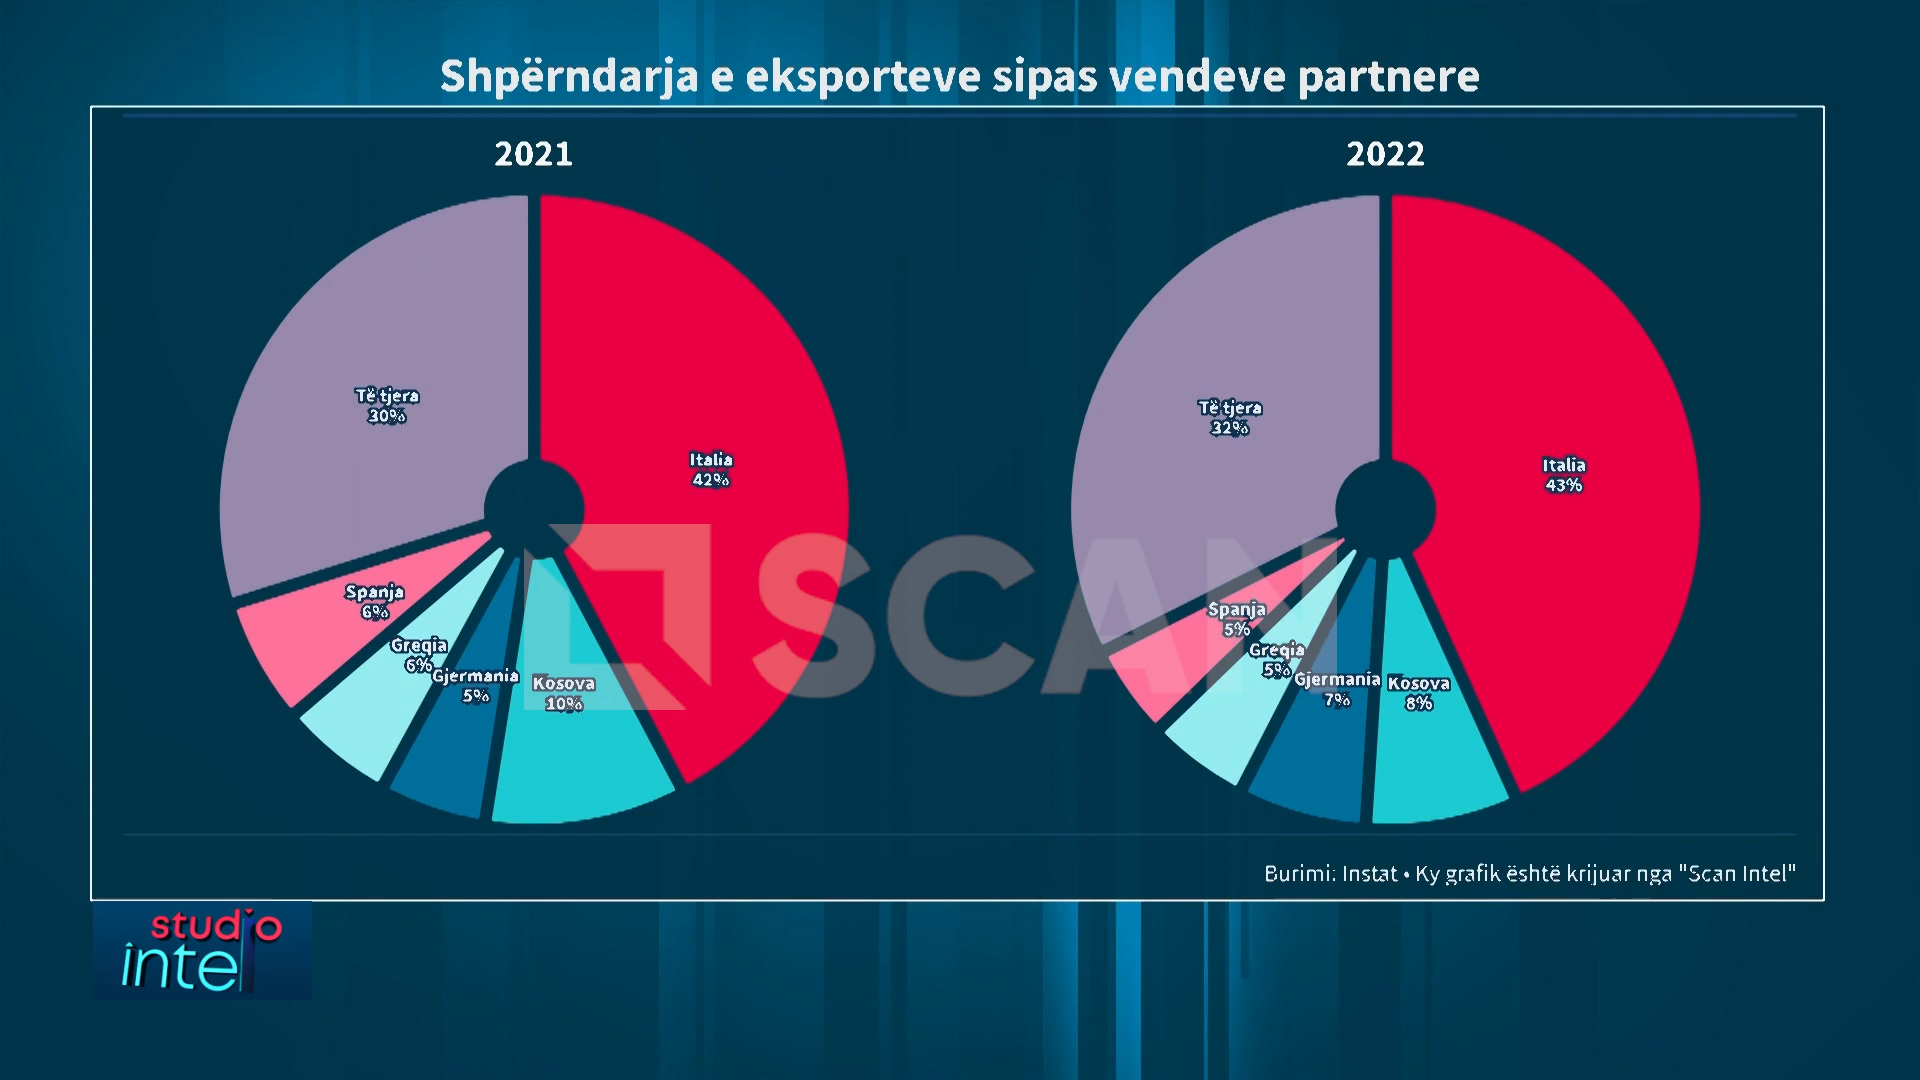 Shpërndarja e eksporteve sipas vendeve partnere
2021
Të tjera
30%
Italia
42%
Spanja
6%
Greqia
6%
Gjermania
5%
Kosova
10%
2022
Të tjera
32%
Italia
43%
Spanja
5%
Greqia
5%
Gjermania
7%
Kosova
8%
SCAN
Burimi: Instat • Ky grafik është krijuar nga "Scan Intel"
studio
intel